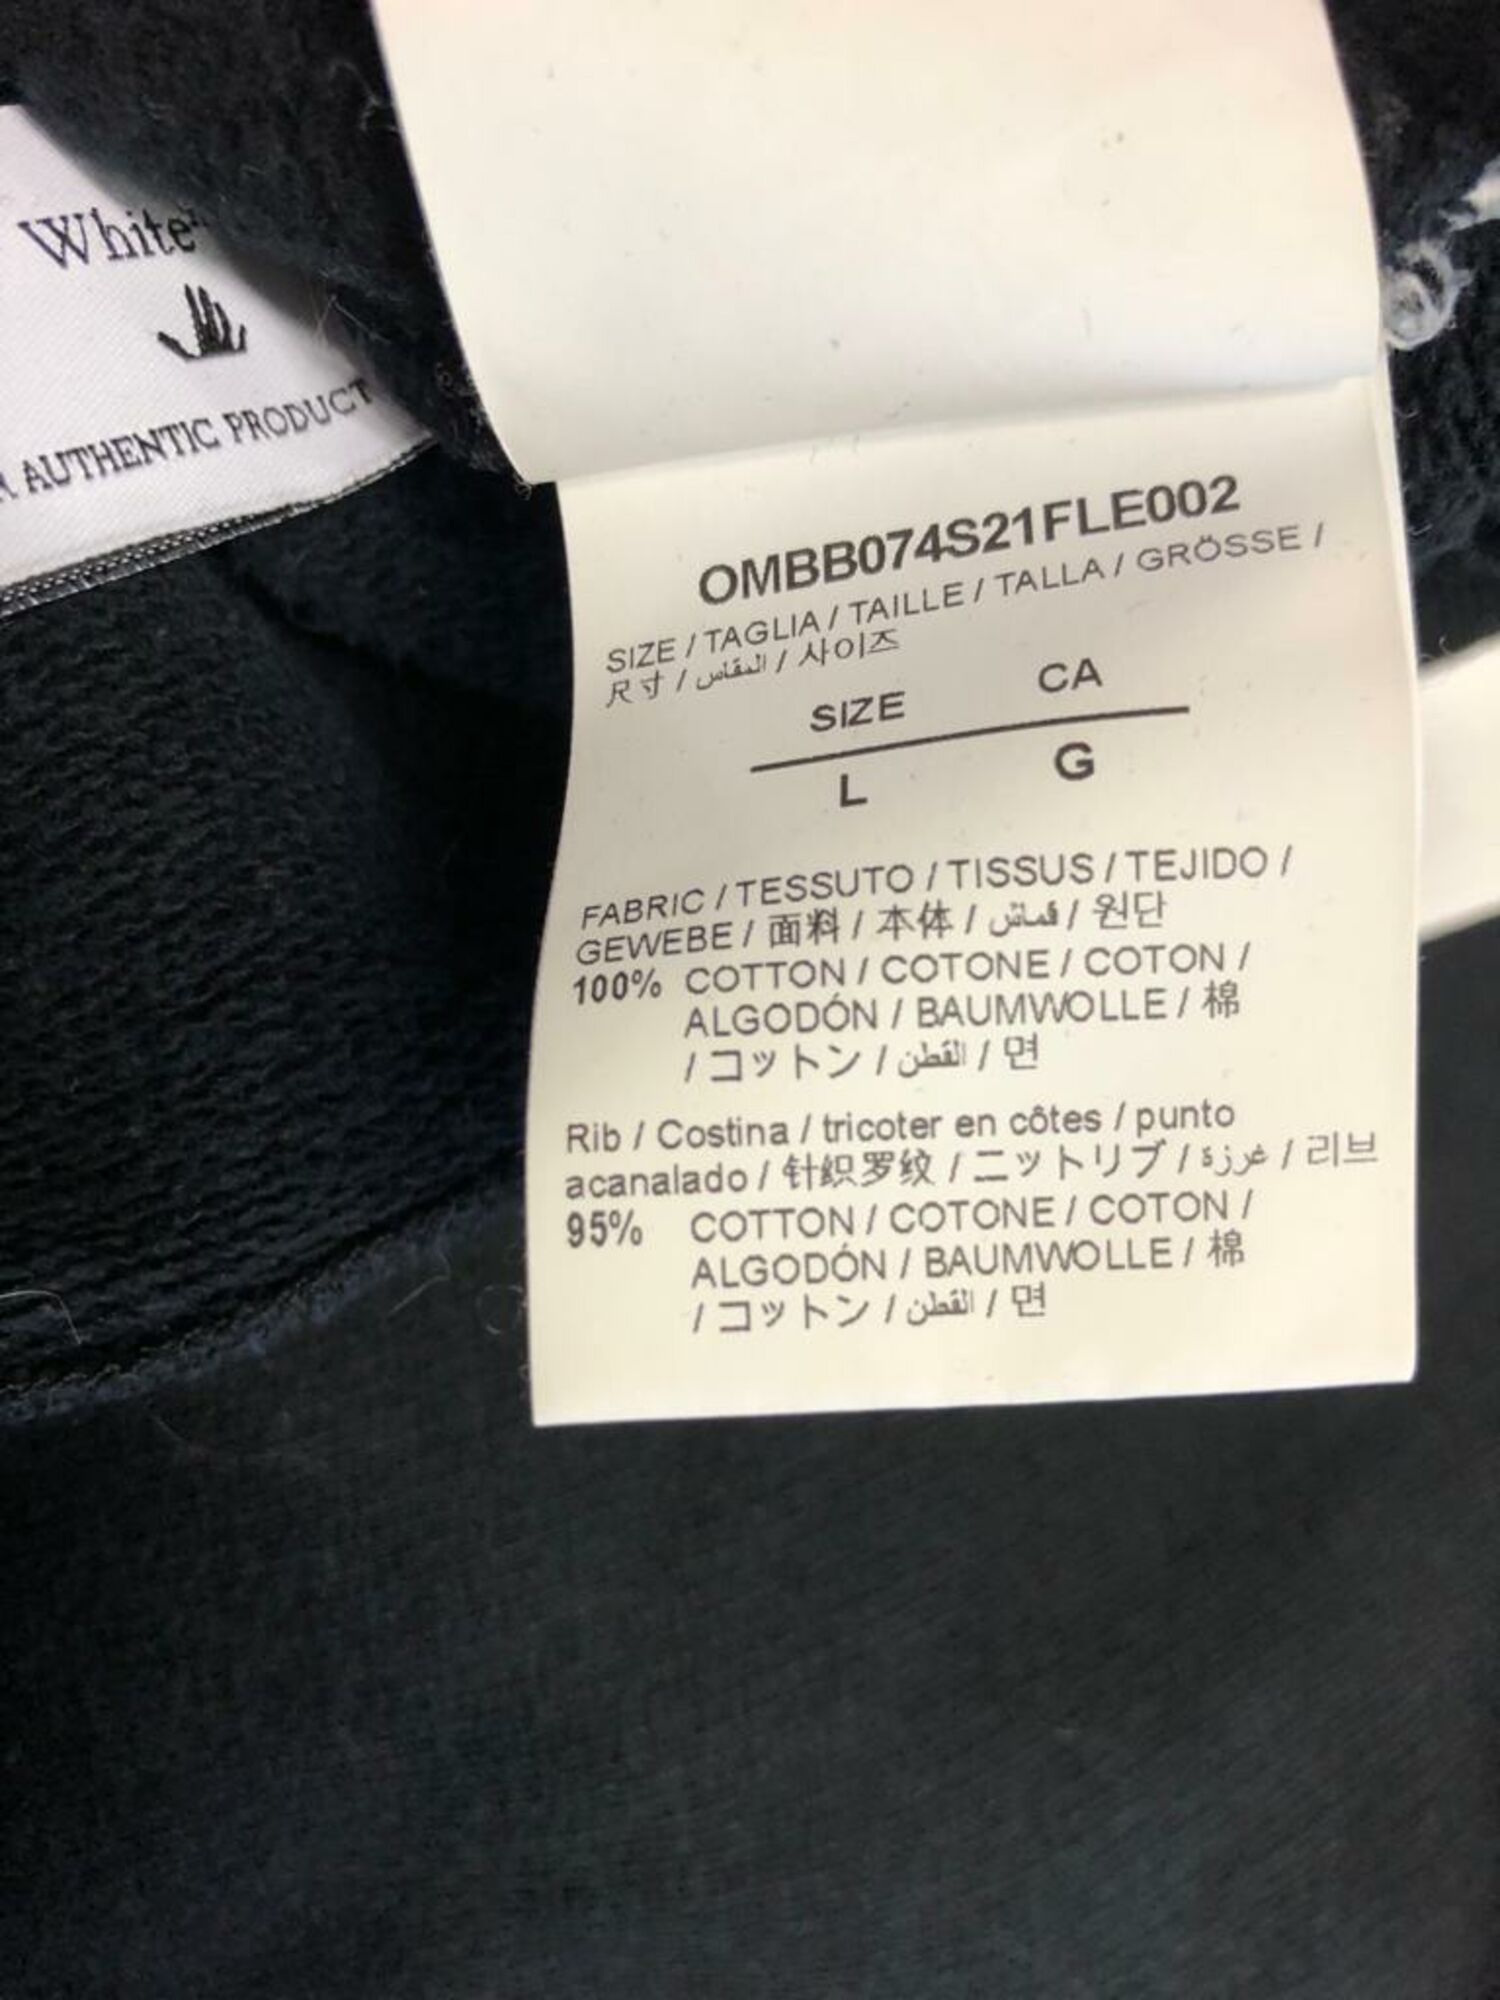 White
AUTHENTIC PRODUCT
OMBB074S21FLE002
SIZE / TAGLIA / TAILLE / TALLA / GRÖSSE /
尺寸 / المقاس / 사이즈
SIZE CA
L G
FABRIC / TESSUTO / TISSUS / TEJIDO /
GEWEBE / 面料 / 本体 / قماش / 원단
100% COTTON / COTONE / COTON /
ALGODÓN / BAUMWOLLE / 棉
/ コットン / القطن / 면
Rib / Costina / tricoter en côtes / punto
acanalado / 针织罗纹 / ニットリブ / غرزة / 리브
95% COTTON / COTONE / COTON /
ALGODÓN / BAUMWOLLE / 棉
/ コットン / القطن / 면